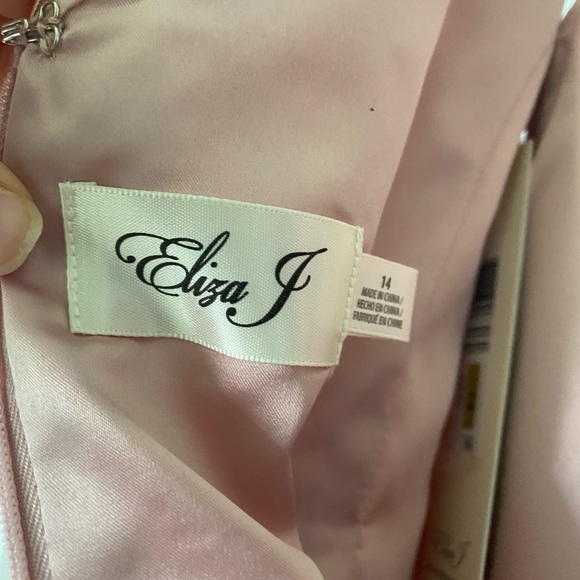 Eliza J
14
MADE IN CHINA/
HECHO EN CHINA/
FABRIQUÉ EN CHINE